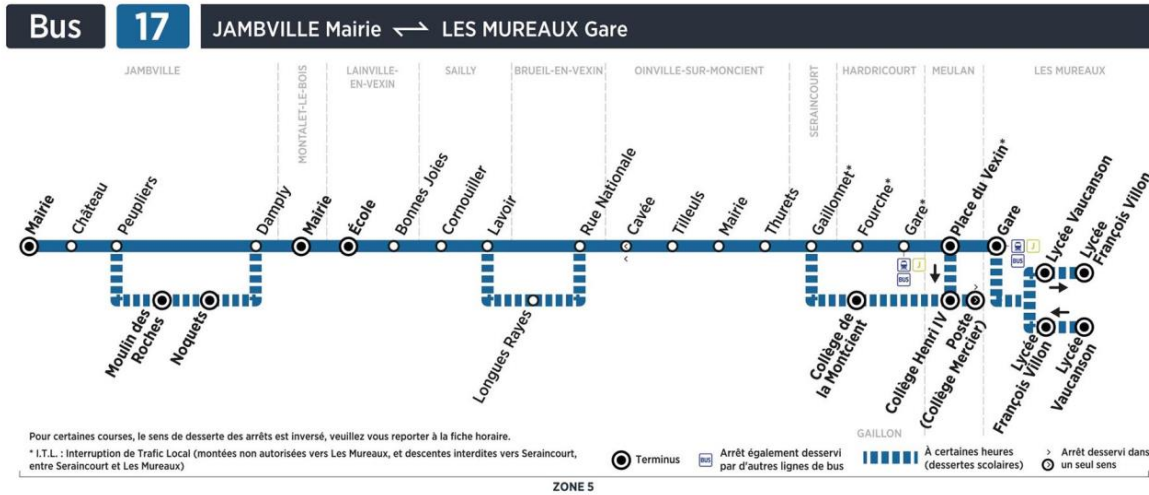 Bus 17 JAMBVILLE Mairie LES MUREAUX Gare
JAMBVILLE
MONTALET-LE-BOIS
LAINVILLE-
EN-VEXIN
SAILLY
BRUEIL-EN-VEXIN
OINVILLE-SUR-MONCIENT
SERAINCOURT
HARDRICOURT
MEULAN
LES MUREAUX
Mairie
Château
Peupliers
Damply
Mairie
École
Bonnes Joies
Cornouiller
Lavoir
Rue Nationale
Cavée
Tilleuls
Mairie
Thurets
Gaillonnet*
Fourche*
Gare*
Place du Vexin*
Gare
Lycée Vaucanson
Lycée
François Villon
J
BUS
J
BUS
Moulin des
Roches
Noquets
Longues Rayes
Collège de
la Montcient
Collège Henri IV
Poste
(Collège Mercier)
Lycée
François Villon
Lycée
Vaucanson
GAILLON
Pour certaines courses, le sens de desserte des arrêts est inversé, veuillez vous reporter à la fiche horaire.
* I.T.L. : Interruption de Trafic Local (montées non autorisées vers Les Mureaux, et descentes interdites vers Seraincourt,
entre Seraincourt et Les Mureaux)
Terminus
BUS
Arrêt également desservi
par d'autres lignes de bus
À certaines heures
(dessertes scolaires)
Arrêt desservi dans
un seul sens
ZONE 5